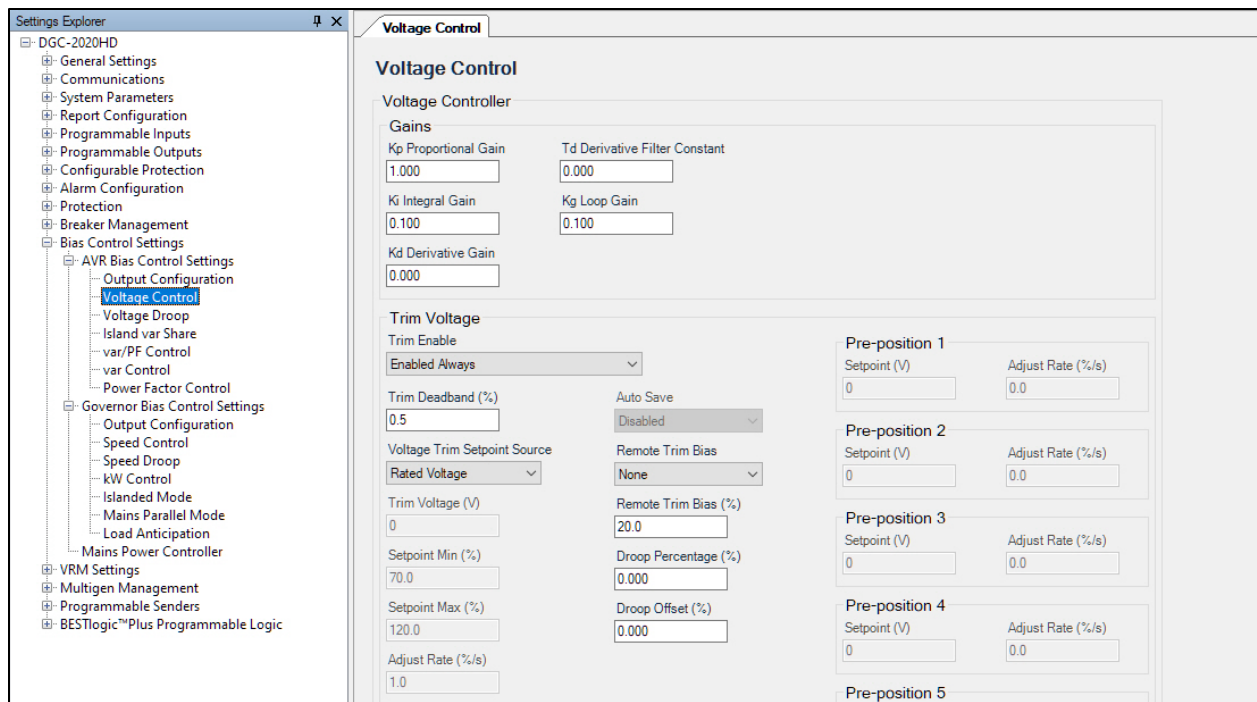 Settings Explorer
DGC-2020HD
General Settings
Communications
System Parameters
Report Configuration
Programmable Inputs
Programmable Outputs
Configurable Protection
Alarm Configuration
Protection
Breaker Management
Bias Control Settings
AVR Bias Control Settings
Output Configuration
Voltage Control
Voltage Droop
Island var Share
var/PF Control
var Control
Power Factor Control
Governor Bias Control Settings
Output Configuration
Speed Control
Speed Droop
kW Control
Islanded Mode
Mains Parallel Mode
Load Anticipation
Mains Power Controller
VRM Settings
Multigen Management
Programmable Senders
BESTlogic™Plus Programmable Logic
Voltage Control
Voltage Control
Voltage Controller
Gains
Kp Proportional Gain Td Derivative Filter Constant
1.000 0.000
Ki Integral Gain Kg Loop Gain
0.100 0.100
Kd Derivative Gain
0.000
Trim Voltage
Trim Enable
Enabled Always
Trim Deadband (%) Auto Save
0.5 Disabled
Voltage Trim Setpoint Source Remote Trim Bias
Rated Voltage None
Trim Voltage (V) Remote Trim Bias (%)
0 20.0
Setpoint Min (%) Droop Percentage (%)
70.0 0.000
Setpoint Max (%) Droop Offset (%)
120.0 0.000
Adjust Rate (%/s)
1.0
Pre-position 1
Setpoint (V) Adjust Rate (%/s)
0 0.0
Pre-position 2
Setpoint (V) Adjust Rate (%/s)
0 0.0
Pre-position 3
Setpoint (V) Adjust Rate (%/s)
0 0.0
Pre-position 4
Setpoint (V) Adjust Rate (%/s)
0 0.0
Pre-position 5